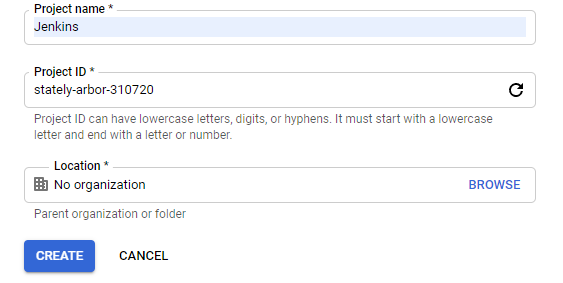 Project name *
Jenkins
Project ID *
stately-arbor-310720
Project ID can have lowercase letters, digits, or hyphens. It must start with a lowercase
letter and end with a letter or number.
Location *
No organization BROWSE
Parent organization or folder
CREATE CANCEL